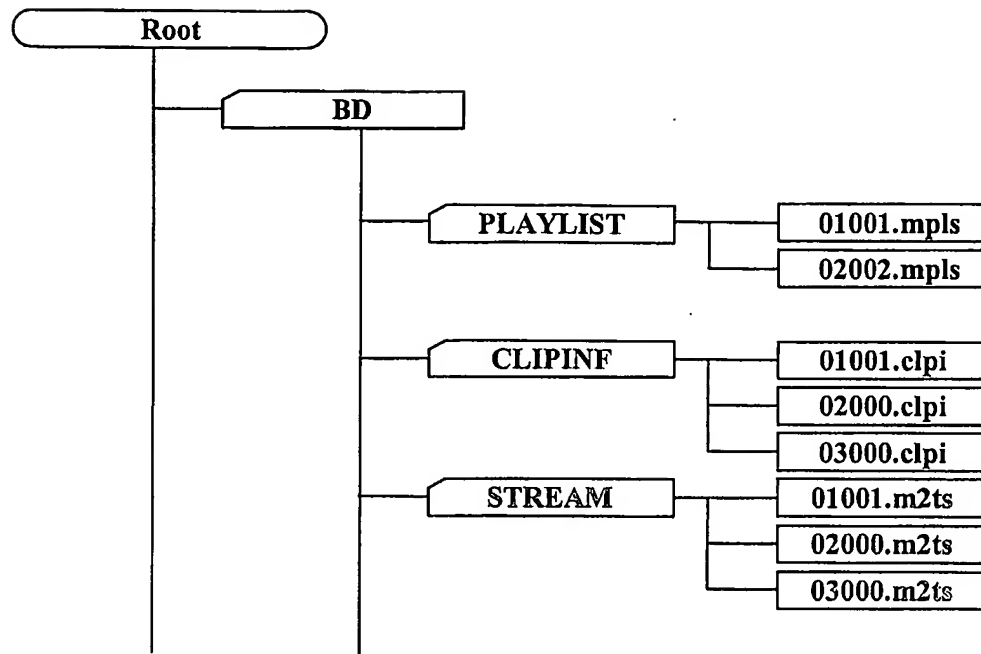 Root
BD
PLAYLIST
01001.mpls
02002.mpls
CLIPINF
01001.clpi
02000.clpi
03000.clpi
STREAM
01001.m2ts
02000.m2ts
03000.m2ts